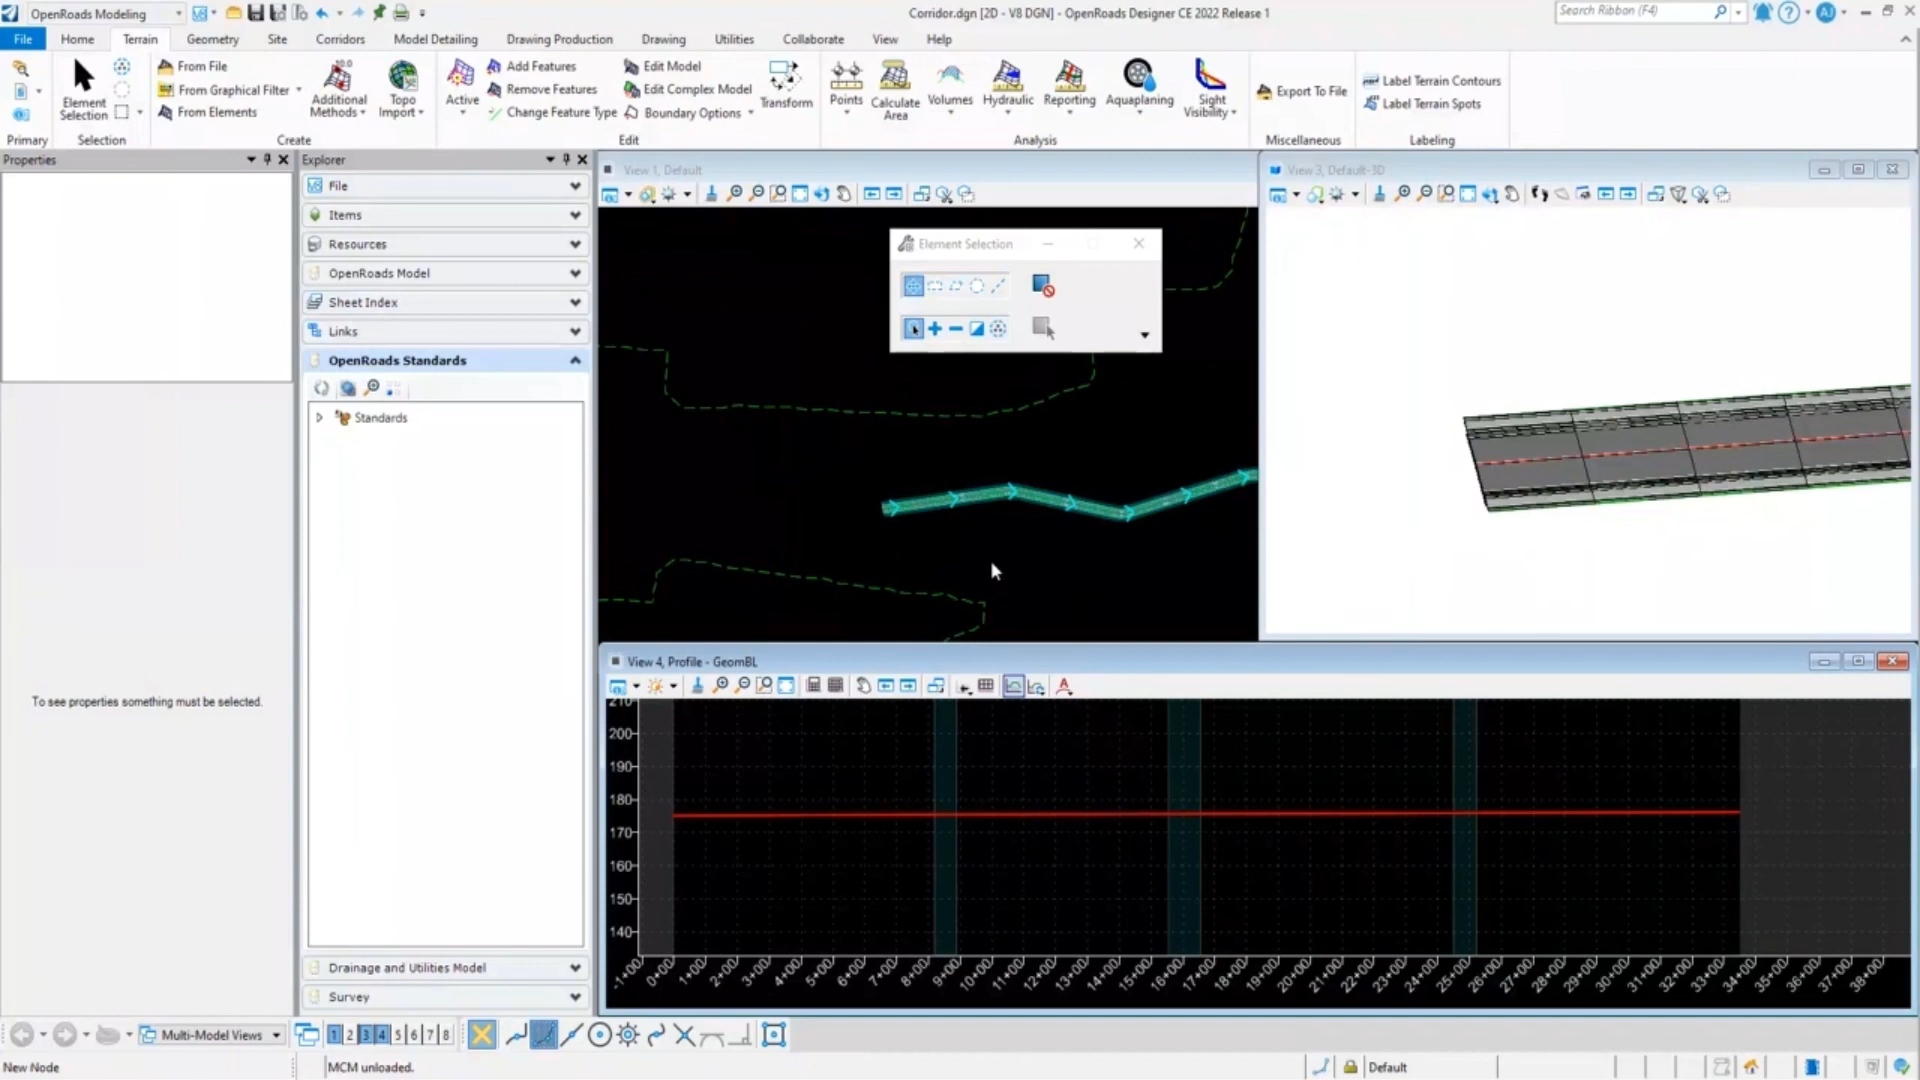 OpenRoads Modeling
Corridor.dgn [2D - V8 DGN] - OpenRoads Designer CE 2022 Release 1
Search Ribbon (F4)
AJ
File Home Terrain Geometry Site Corridors Model Detailing Drawing Production Drawing Utilities Collaborate View Help
From File
From Graphical Filter
From Elements
Element Selection
Additional Methods
Topo Import
Active
Add Features
Remove Features
Change Feature Type
Edit Model
Edit Complex Model
Boundary Options
Transform
Points
Calculate Area
Volumes
Hydraulic
Reporting
Aquaplaning
Sight Visibility
Export To File
Label Terrain Contours
Label Terrain Spots
Primary Selection Create Edit Analysis Miscellaneous Labeling
Properties
To see properties something must be selected.
Explorer
File
Items
Resources
OpenRoads Model
Sheet Index
Links
OpenRoads Standards
Standards
Drainage and Utilities Model
Survey
View 1, Default
Element Selection
View 3, Default-3D
View 4, Profile - GeomBL
210
200
190
180
170
160
150
140
-1+00 0+00 1+00 2+00 3+00 4+00 5+00 6+00 7+00 8+00 9+00 10+00 11+00 12+00 13+00 14+00 15+00 16+00 17+00 18+00 19+00 20+00 21+00 22+00 23+00 24+00 25+00 26+00 27+00 28+00 29+00 30+00 31+00 32+00 33+00 34+00 35+00 36+00 37+00 38+00
Multi-Model Views 1 2 3 4 5 6 7 8
New Node
MCM unloaded.
Default